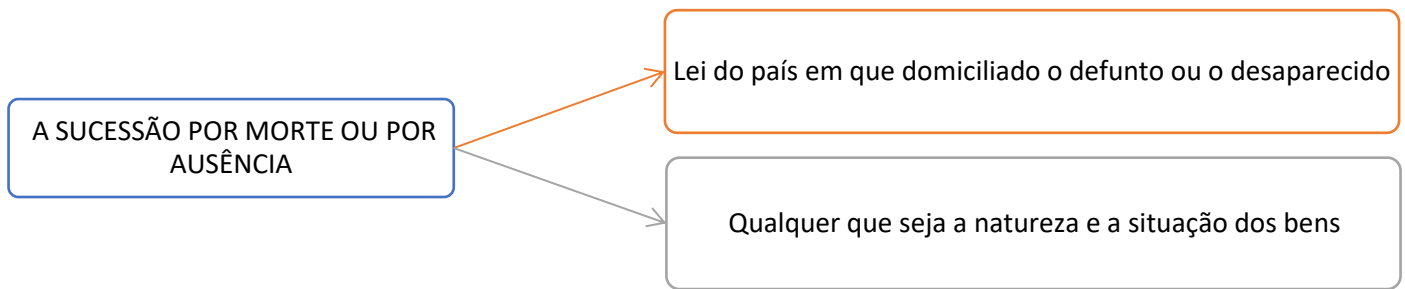 A SUCESSÃO POR MORTE OU POR
AUSÊNCIA
Lei do país em que domiciliado o defunto ou o desaparecido
Qualquer que seja a natureza e a situação dos bens